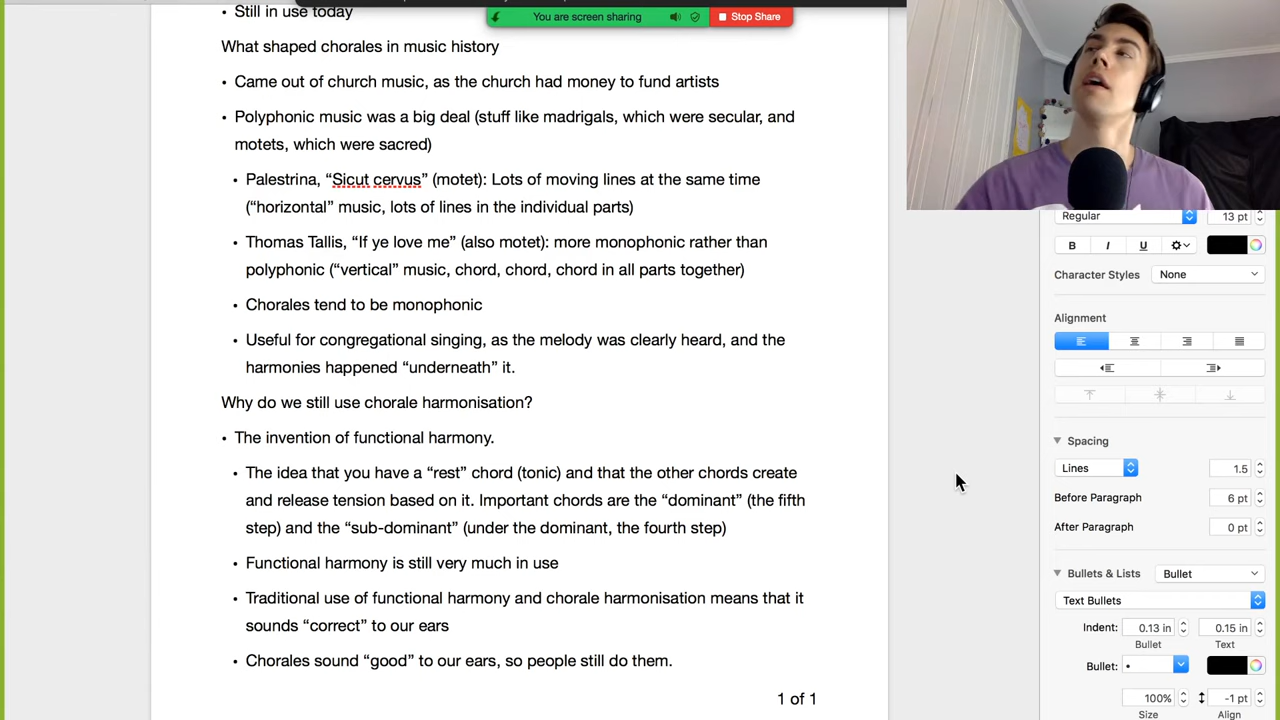 • Still in use today
You are screen sharing
Stop Share
What shaped chorales in music history
• Came out of church music, as the church had money to fund artists
• Polyphonic music was a big deal (stuff like madrigals, which were secular, and
motets, which were sacred)
• Palestrina, “Sicut cervus” (motet): Lots of moving lines at the same time
(“horizontal” music, lots of lines in the individual parts)
• Thomas Tallis, “If ye love me” (also motet): more monophonic rather than
polyphonic (“vertical” music, chord, chord, chord in all parts together)
• Chorales tend to be monophonic
• Useful for congregational singing, as the melody was clearly heard, and the
harmonies happened “underneath” it.
Why do we still use chorale harmonisation?
• The invention of functional harmony.
• The idea that you have a “rest” chord (tonic) and that the other chords create
and release tension based on it. Important chords are the “dominant” (the fifth
step) and the “sub-dominant” (under the dominant, the fourth step)
• Functional harmony is still very much in use
• Traditional use of functional harmony and chorale harmonisation means that it
sounds “correct” to our ears
• Chorales sound “good” to our ears, so people still do them.
1 of 1
Regular 13 pt
B I U
Character Styles None
Alignment
Spacing
Lines 1.5
Before Paragraph 6 pt
After Paragraph 0 pt
Bullets & Lists Bullet
Text Bullets
Indent: 0.13 in 0.15 in
Bullet Text
Bullet: •
100% -1 pt
Size Align